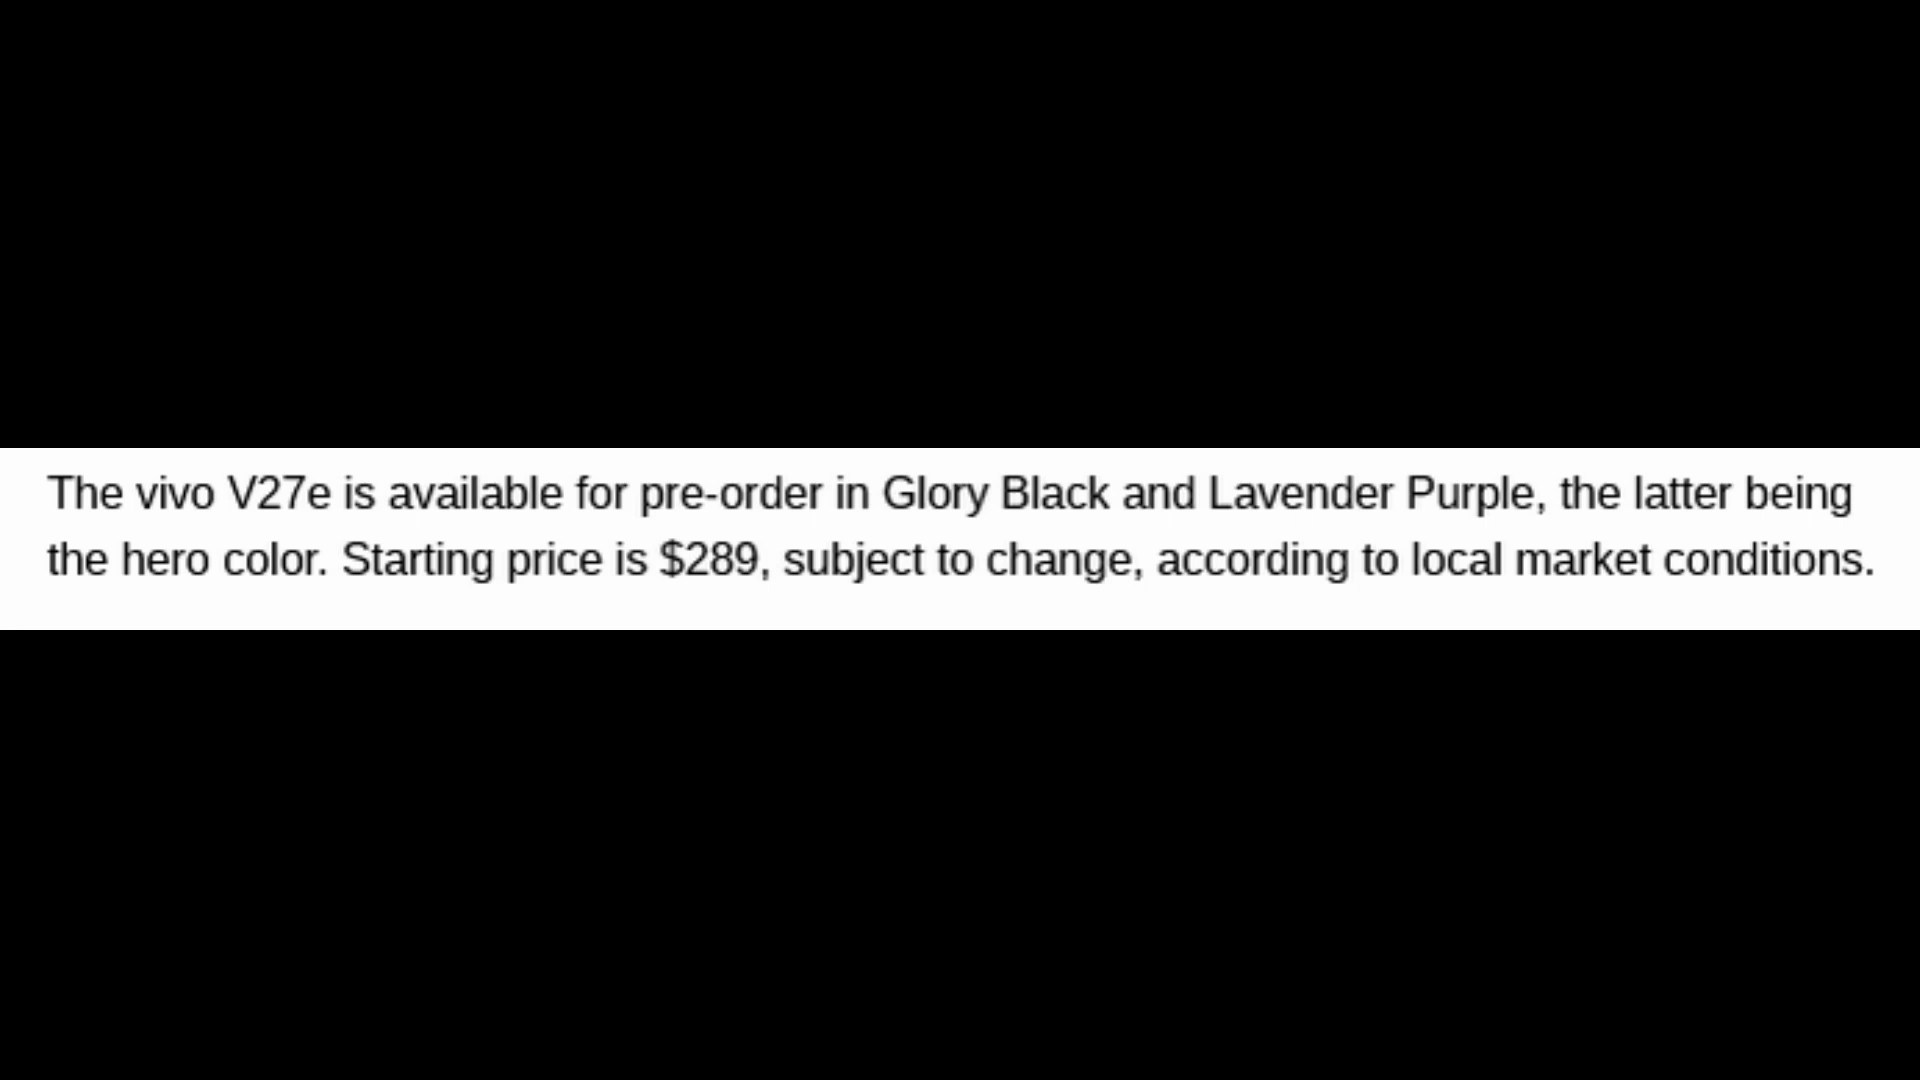 The vivo V27e is available for pre-order in Glory Black and Lavender Purple, the latter being
the hero color. Starting price is $289, subject to change, according to local market conditions.